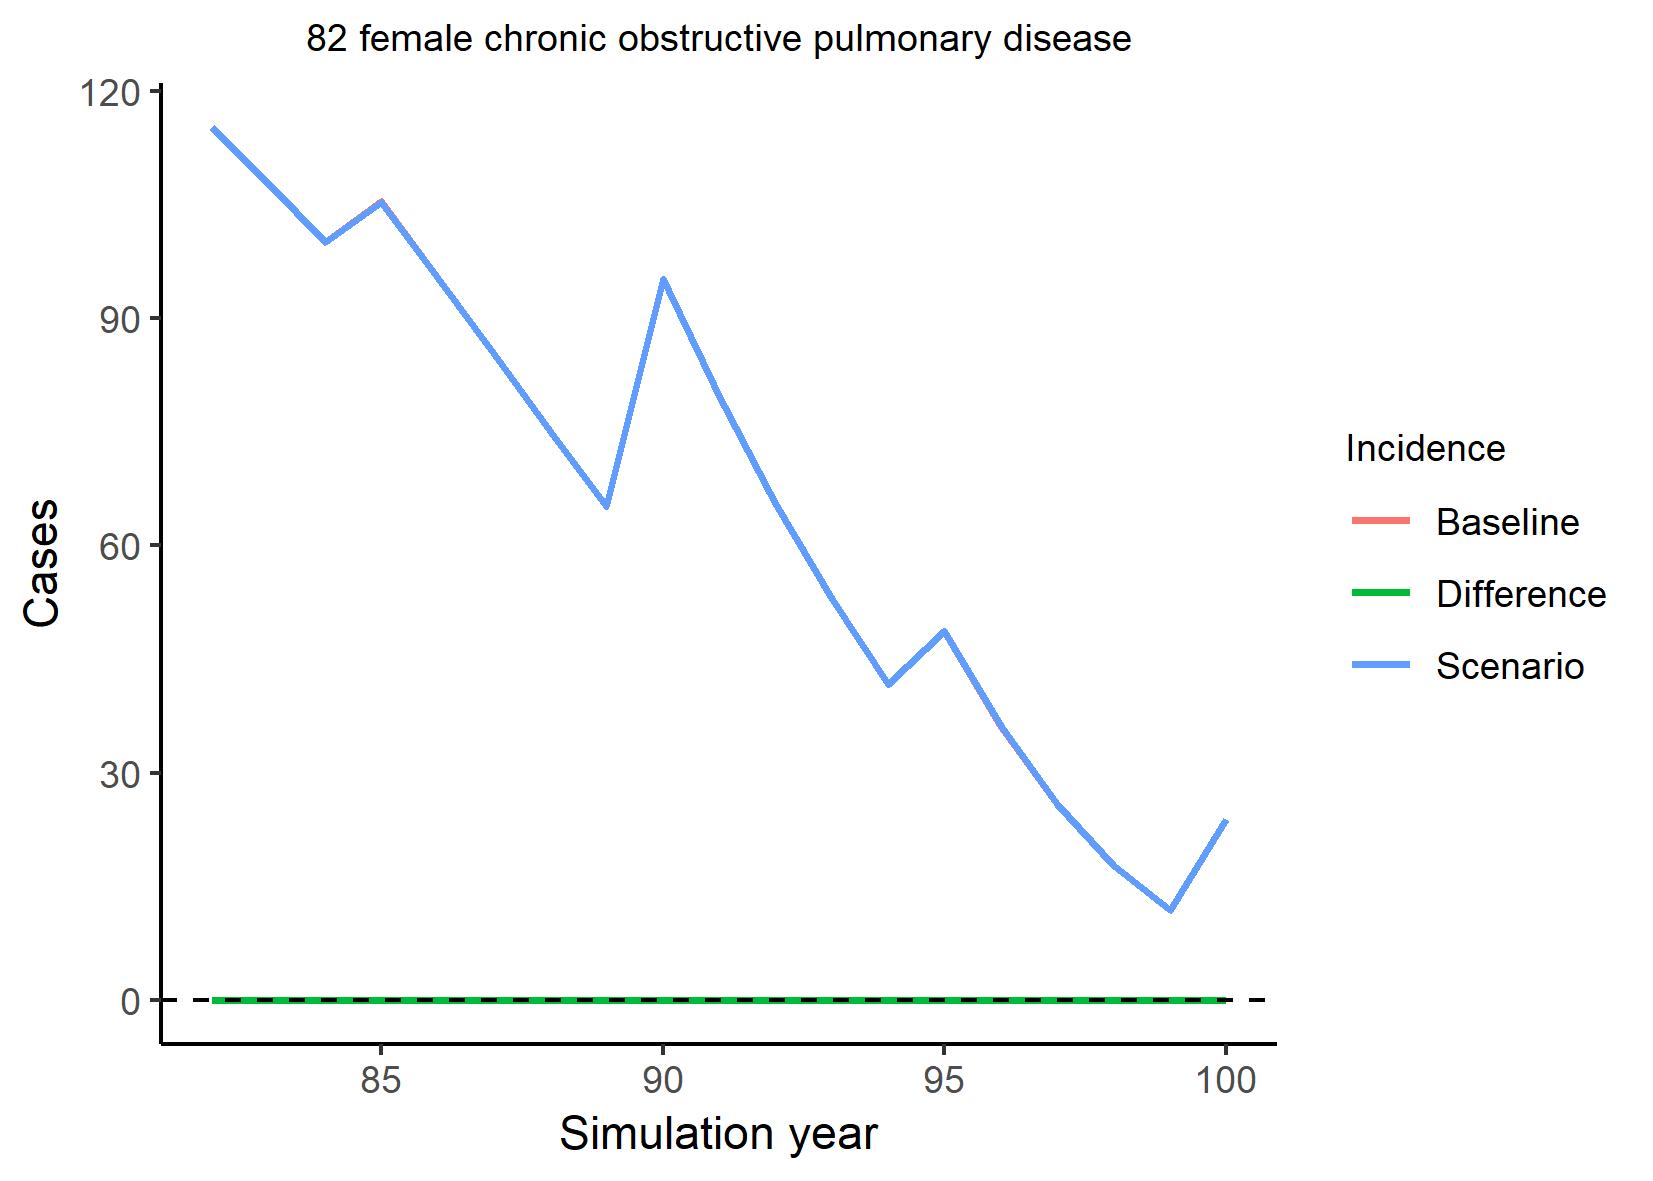 82 female chronic obstructive pulmonary disease
120
90
60
30
0
Cases
85 90 95 100
Simulation year
Incidence
Baseline
Difference
Scenario